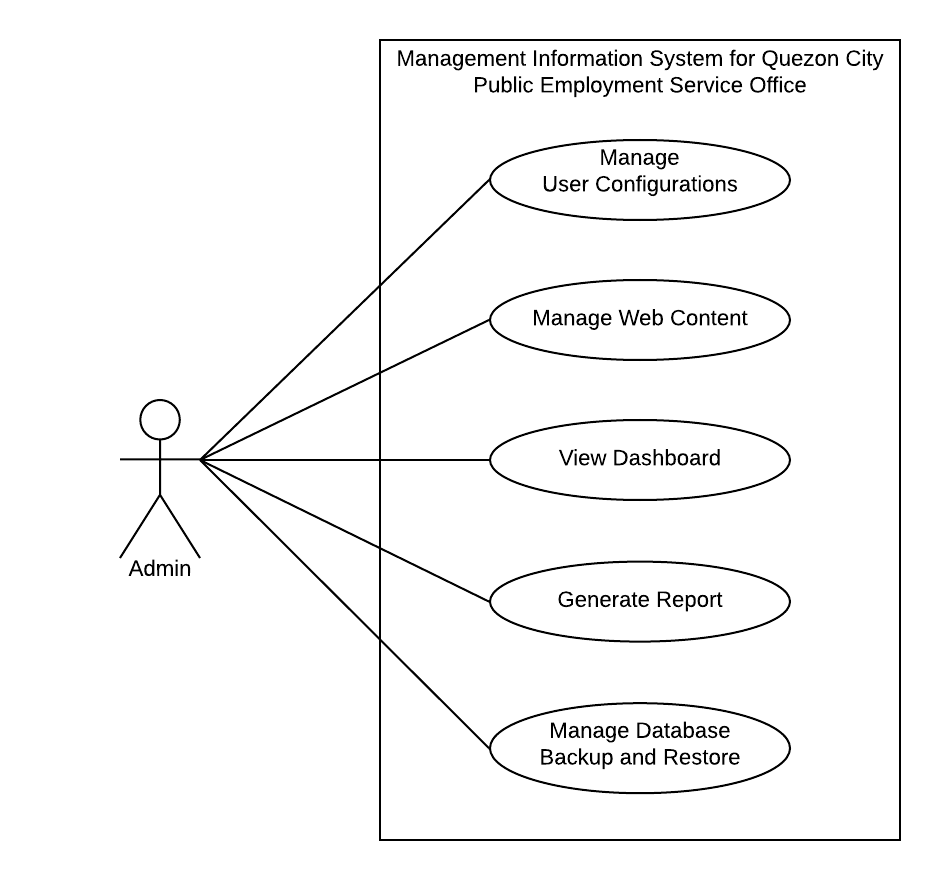 Management Information System for Quezon City
Public Employment Service Office
Manage
User Configurations
Manage Web Content
View Dashboard
Admin
Generate Report
Manage Database
Backup and Restore